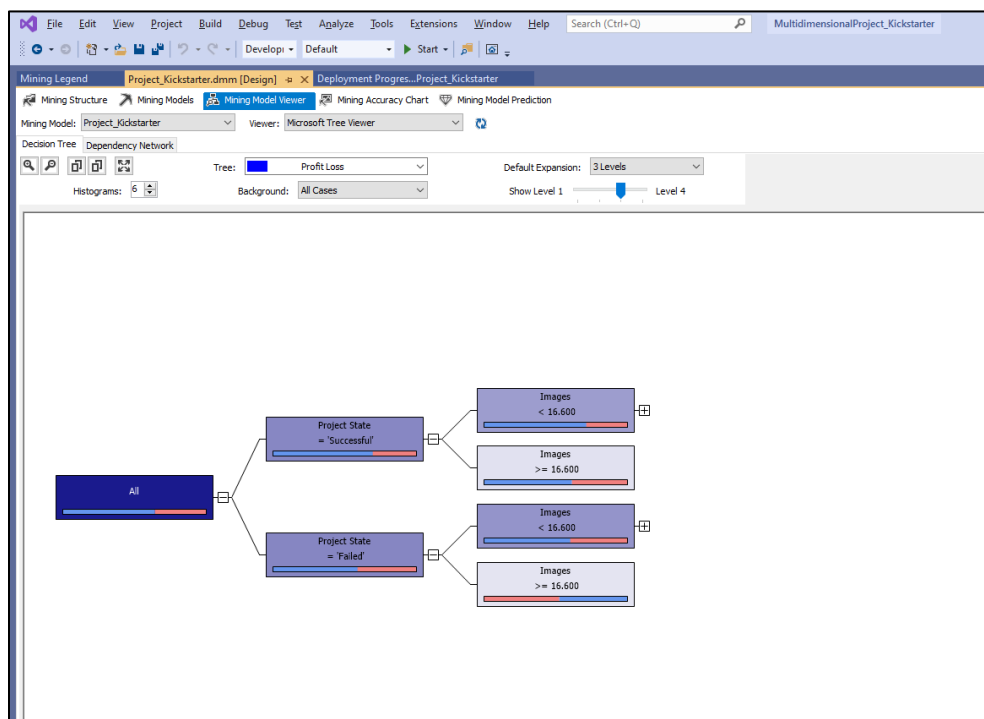 File Edit View Project Build Debug Test Analyze Tools Extensions Window Help Search (Ctrl+Q) MultidimensionalProject_Kickstarter
Develop Default Start
Mining Legend Project_Kickstarter.dmm [Design] Deployment Progres...Project_Kickstarter
Mining Structure Mining Models Mining Model Viewer Mining Accuracy Chart Mining Model Prediction
Mining Model: Project_Kickstarter Viewer: Microsoft Tree Viewer
Decision Tree Dependency Network
Tree: Profit Loss Default Expansion: 3 Levels
Histograms: 6 Background: All Cases Show Level 1 Level 4
Images
< 16.600
Project State
= 'Successful'
Images
>= 16.600
All
Images
< 16.600
Project State
= 'Failed'
Images
>= 16.600